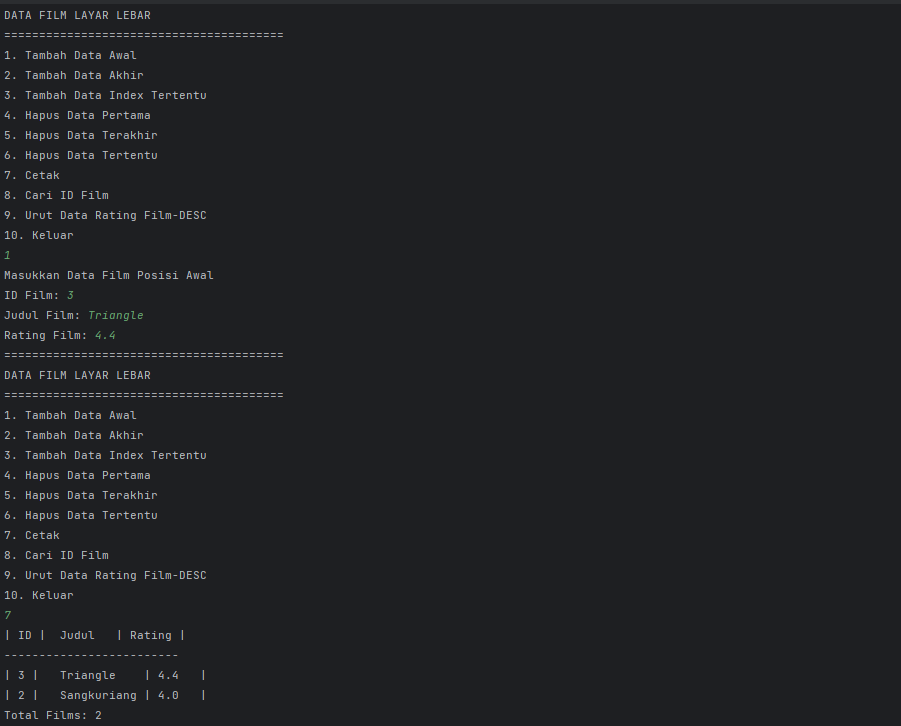 DATA FILM LAYAR LEBAR
========================================
1. Tambah Data Awal
2. Tambah Data Akhir
3. Tambah Data Index Tertentu
4. Hapus Data Pertama
5. Hapus Data Terakhir
6. Hapus Data Tertentu
7. Cetak
8. Cari ID Film
9. Urut Data Rating Film-DESC
10. Keluar
1
Masukkan Data Film Posisi Awal
ID Film: 3
Judul Film: Triangle
Rating Film: 4.4
========================================
DATA FILM LAYAR LEBAR
========================================
1. Tambah Data Awal
2. Tambah Data Akhir
3. Tambah Data Index Tertentu
4. Hapus Data Pertama
5. Hapus Data Terakhir
6. Hapus Data Tertentu
7. Cetak
8. Cari ID Film
9. Urut Data Rating Film-DESC
10. Keluar
7
| ID |  Judul   | Rating |
-------------------------
| 3 |   Triangle    | 4.4   |
| 2 |   Sangkuriang | 4.0   |
Total Films: 2